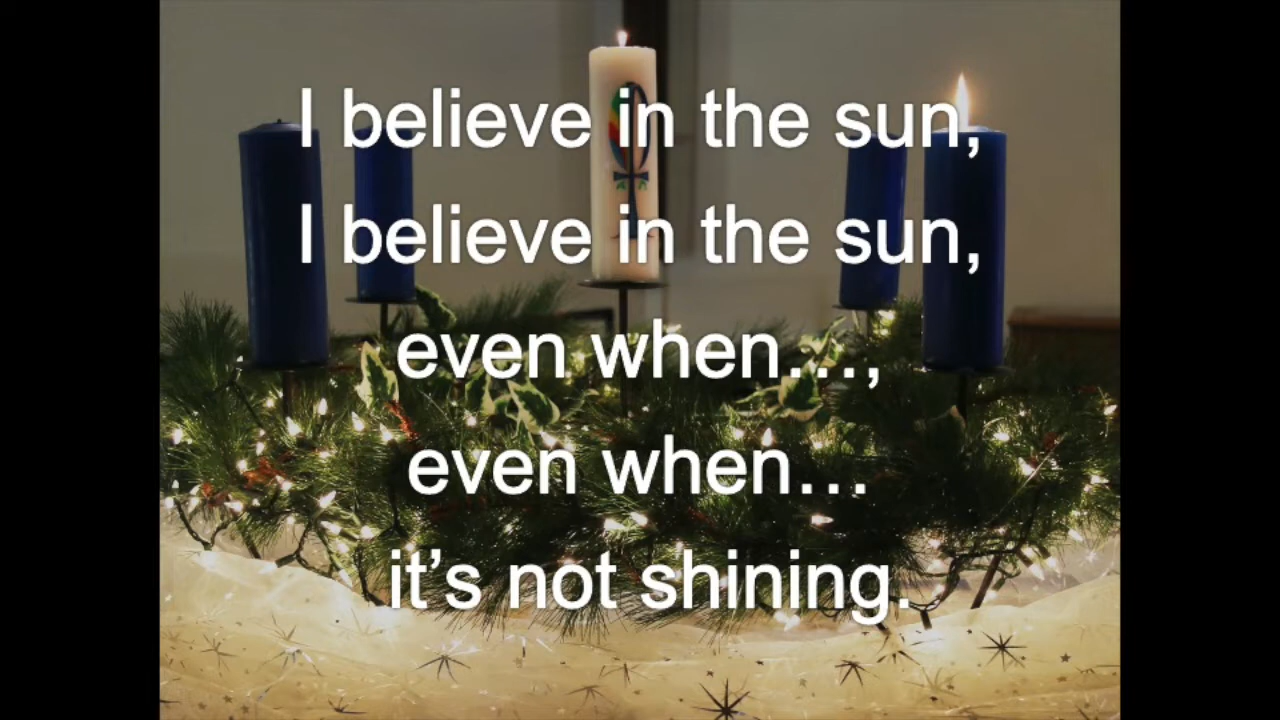 I believe in the sun,
I believe in the sun,
even when…,
even when…
it’s not shining.